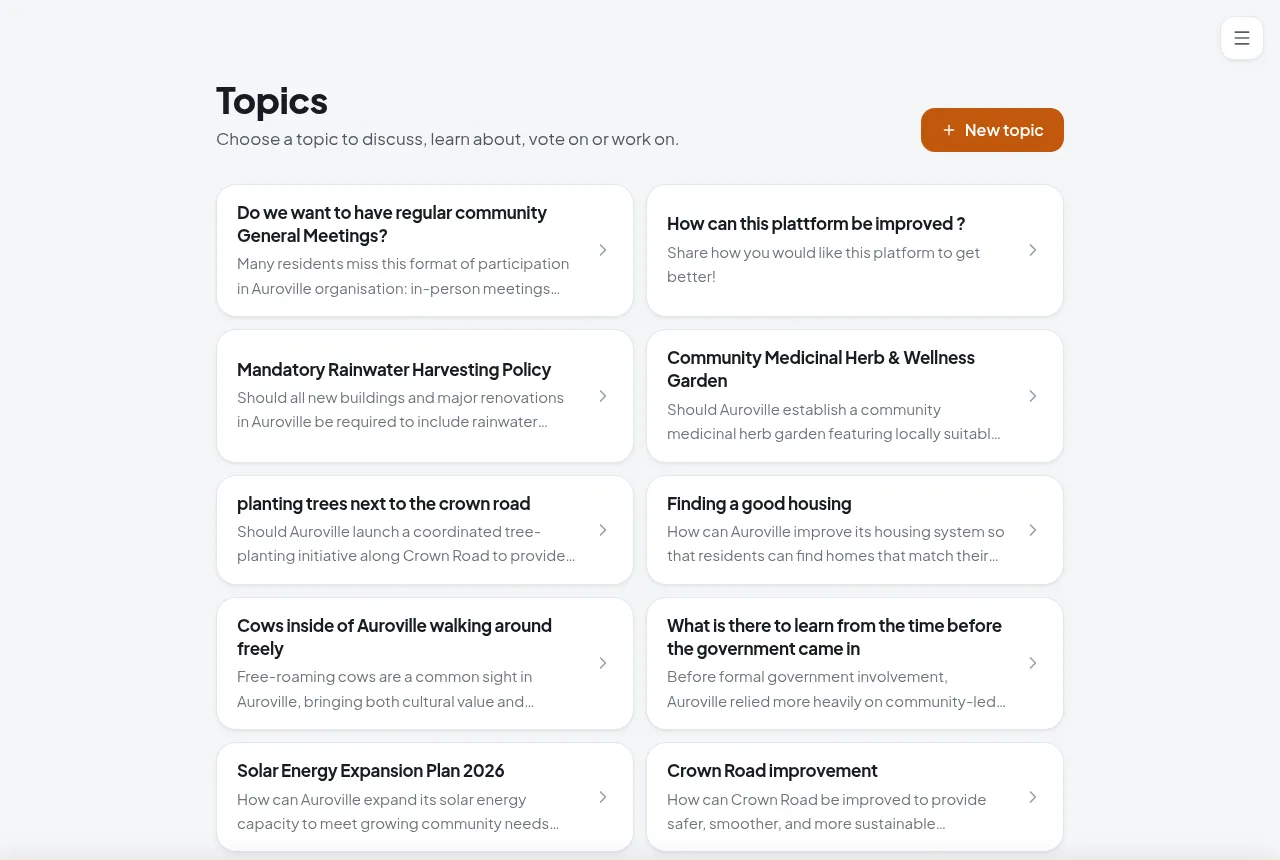 Topics
Choose a topic to discuss, learn about, vote on or work on.
+ New topic
Do we want to have regular community
General Meetings?
Many residents miss this format of participation
in Auroville organisation: in-person meetings…
How can this plattform be improved ?
Share how you would like this platform to get
better!
Mandatory Rainwater Harvesting Policy
Should all new buildings and major renovations
in Auroville be required to include rainwater…
Community Medicinal Herb & Wellness
Garden
Should Auroville establish a community
medicinal herb garden featuring locally suitabl…
planting trees next to the crown road
Should Auroville launch a coordinated tree-
planting initiative along Crown Road to provide…
Finding a good housing
How can Auroville improve its housing system so
that residents can find homes that match their…
Cows inside of Auroville walking around
freely
Free-roaming cows are a common sight in
Auroville, bringing both cultural value and…
What is there to learn from the time before
the government came in
Before formal government involvement,
Auroville relied more heavily on community-led…
Solar Energy Expansion Plan 2026
How can Auroville expand its solar energy
capacity to meet growing community needs…
Crown Road improvement
How can Crown Road be improved to provide
safer, smoother, and more sustainable…